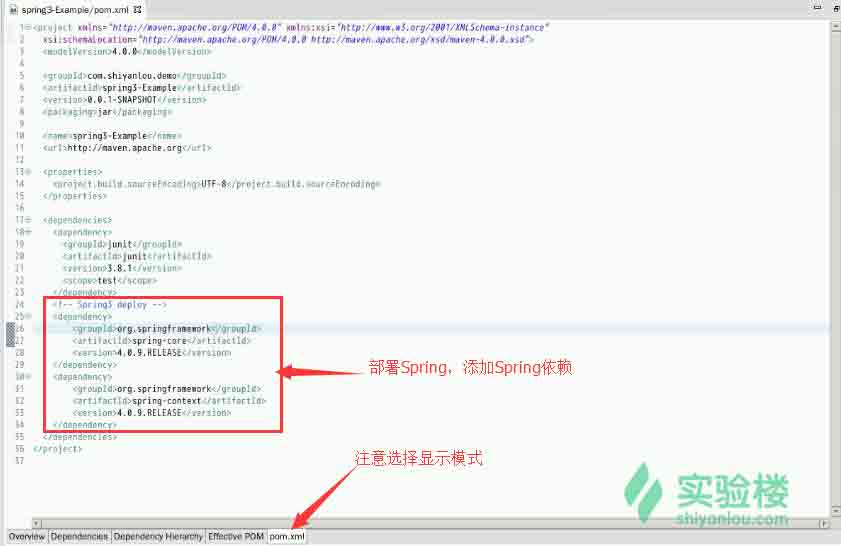 spring3-Example/pom.xml
1 <project xmlns="http://maven.apache.org/POM/4.0.0" xmlns:xsi="http://www.w3.org/2001/XMLSchema-instance"
2 xsi:schemaLocation="http://maven.apache.org/POM/4.0.0 http://maven.apache.org/xsd/maven-4.0.0.xsd">
3 <modelVersion>4.0.0</modelVersion>
4
5 <groupId>com.shiyanlou.demo</groupId>
6 <artifactId>spring3-Example</artifactId>
7 <version>0.0.1-SNAPSHOT</version>
8 <packaging>jar</packaging>
9
10 <name>spring3-Example</name>
11 <url>http://maven.apache.org</url>
12
13 <properties>
14 <project.build.sourceEncoding>UTF-8</project.build.sourceEncoding>
15 </properties>
16
17 <dependencies>
18 <dependency>
19 <groupId>junit</groupId>
20 <artifactId>junit</artifactId>
21 <version>3.8.1</version>
22 <scope>test</scope>
23 </dependency>
24 <!-- Spring3 deploy -->
25 <dependency>
26 <groupId>org.springframework</groupId>
27 <artifactId>spring-core</artifactId>
28 <version>4.0.9.RELEASE</version>
29 </dependency>
30 <dependency>
31 <groupId>org.springframework</groupId>
32 <artifactId>spring-context</artifactId>
33 <version>4.0.9.RELEASE</version>
34 </dependency>
35 </dependencies>
36 </project>
37
部署Spring，添加Spring依赖
注意选择显示模式
实验楼
shiyanlou.com
Overview Dependencies Dependency Hierarchy Effective POM pom.xml